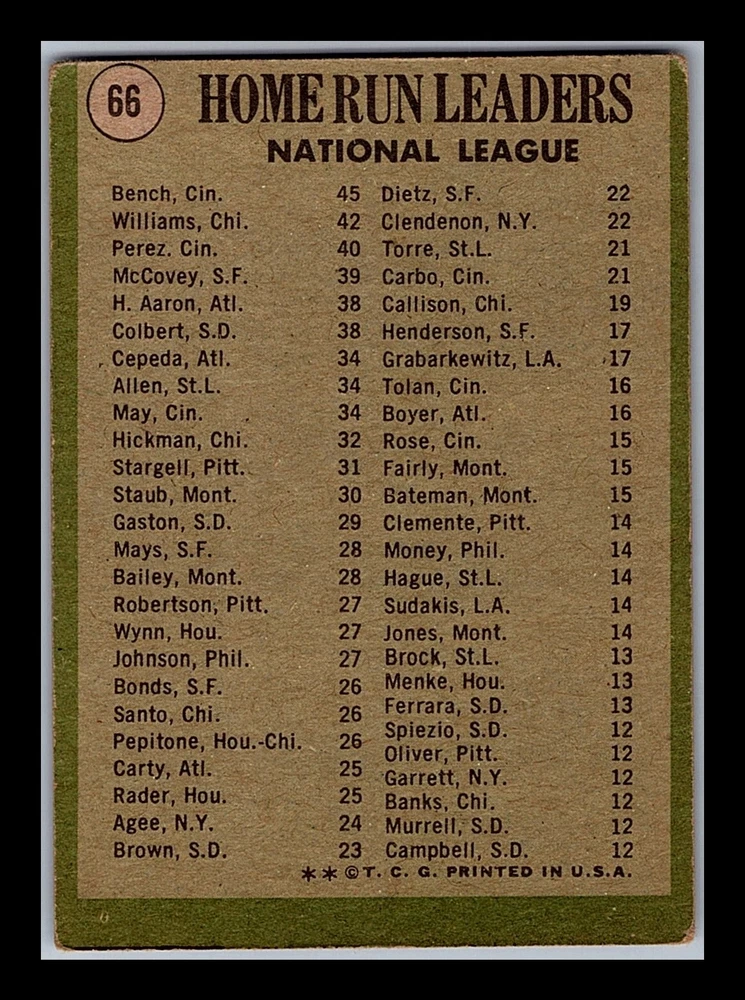 66
HOME RUN LEADERS
NATIONAL LEAGUE
Bench, Cin. 45
Williams, Chi. 42
Perez. Cin. 40
McCovey, S.F. 39
H. Aaron, Atl. 38
Colbert, S.D. 38
Cepeda, Atl. 34
Allen, St.L. 34
May, Cin. 34
Hickman, Chi. 32
Stargell, Pitt. 31
Staub, Mont. 30
Gaston, S.D. 29
Mays, S.F. 28
Bailey, Mont. 28
Robertson, Pitt. 27
Wynn, Hou. 27
Johnson, Phil. 27
Bonds, S.F. 26
Santo, Chi. 26
Pepitone, Hou.-Chi. 26
Carty, Atl. 25
Rader, Hou. 25
Agee, N.Y. 24
Brown, S.D. 23
Dietz, S.F. 22
Clendenon, N.Y. 22
Torre, St.L. 21
Carbo, Cin. 21
Callison, Chi. 19
Henderson, S.F. 17
Grabarkewitz, L.A. 17
Tolan, Cin. 16
Boyer, Atl. 16
Rose, Cin. 15
Fairly, Mont. 15
Bateman, Mont. 15
Clemente, Pitt. 14
Money, Phil. 14
Hague, St.L. 14
Sudakis, L.A. 14
Jones, Mont. 14
Brock, St.L. 13
Menke, Hou. 13
Ferrara, S.D. 13
Spiezio, S.D. 12
Oliver, Pitt. 12
Garrett, N.Y. 12
Banks, Chi. 12
Murrell, S.D. 12
Campbell, S.D. 12
**©T. C. G. PRINTED IN U.S.A.